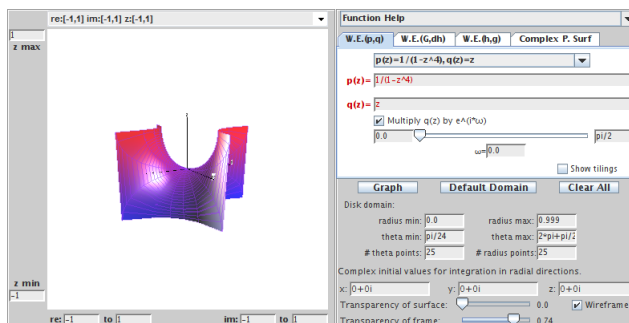 re:[-1,1] im:[-1,1] z:[-1,1]
1
z max
z min
-1
re: -1 to 1 im: -1 to 1
Function Help
W.E.(p,q) W.E.(G,dh) W.E.(h,g) Complex P. Surf
p(z)=1/(1-z^4), q(z)=z
p(z)= 1/(1-z^4)
q(z)= z
Multiply q(z) by e^(i*ω)
0.0 pi/2
ω= 0.0
Show tilings
Graph Default Domain Clear All
Disk domain:
radius min: 0.0 radius max: 0.999
theta min: pi/24 theta max: 2*pi+pi/2
# theta points: 25 # radius points: 25
Complex initial values for integration in radial directions.
x: 0+0i y: 0+0i z: 0+0i
Transparency of surface: 0.0 Wireframe
Transparency of frame: 0.74